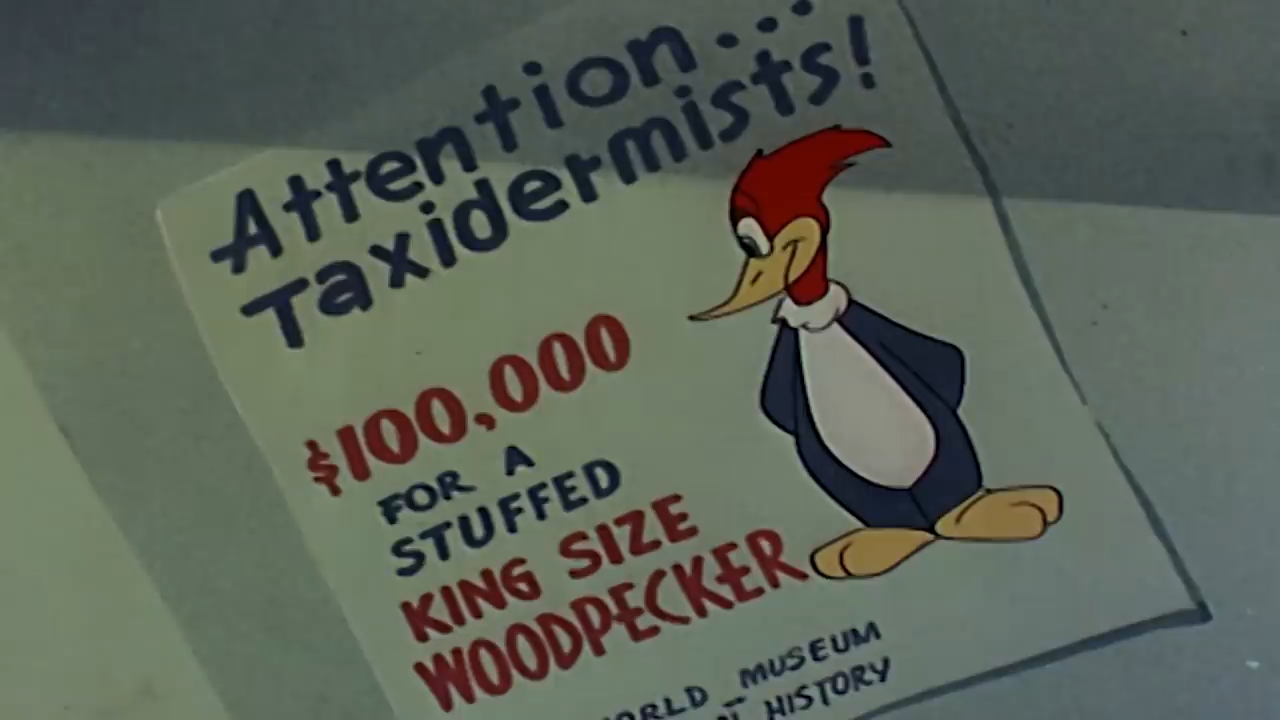 Attention...
Taxidermists!
$100,000
FOR A
STUFFED
KING SIZE
WOODPECKER
MUSEUM
HISTORY